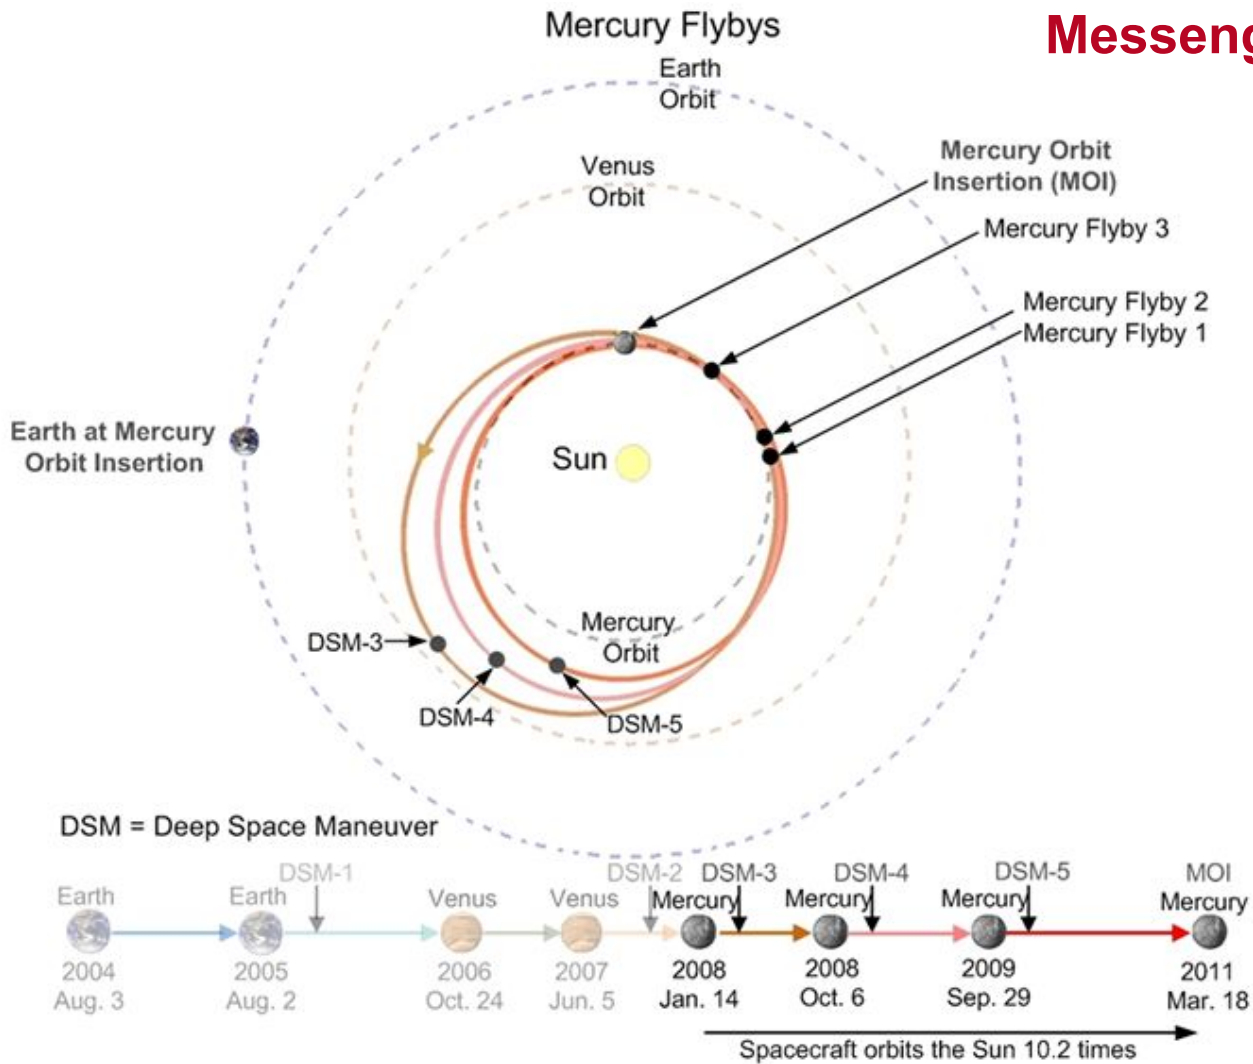 Mercury Flybys
Messeng
Earth
Orbit
Venus
Orbit
Mercury Orbit
Insertion (MOI)
Mercury Flyby 3
Mercury Flyby 2
Mercury Flyby 1
Earth at Mercury
Orbit Insertion
Sun
Mercury
Orbit
DSM-3
DSM-4
DSM-5
DSM = Deep Space Maneuver
DSM-1
DSM-2
DSM-3
DSM-4
DSM-5
MOI
Earth
Earth
Venus
Venus
Mercury
Mercury
Mercury
Mercury
2004
2005
2006
2007
2008
2008
2009
2011
Aug. 3
Aug. 2
Oct. 24
Jun. 5
Jan. 14
Oct. 6
Sep. 29
Mar. 18
Spacecraft orbits the Sun 10.2 times